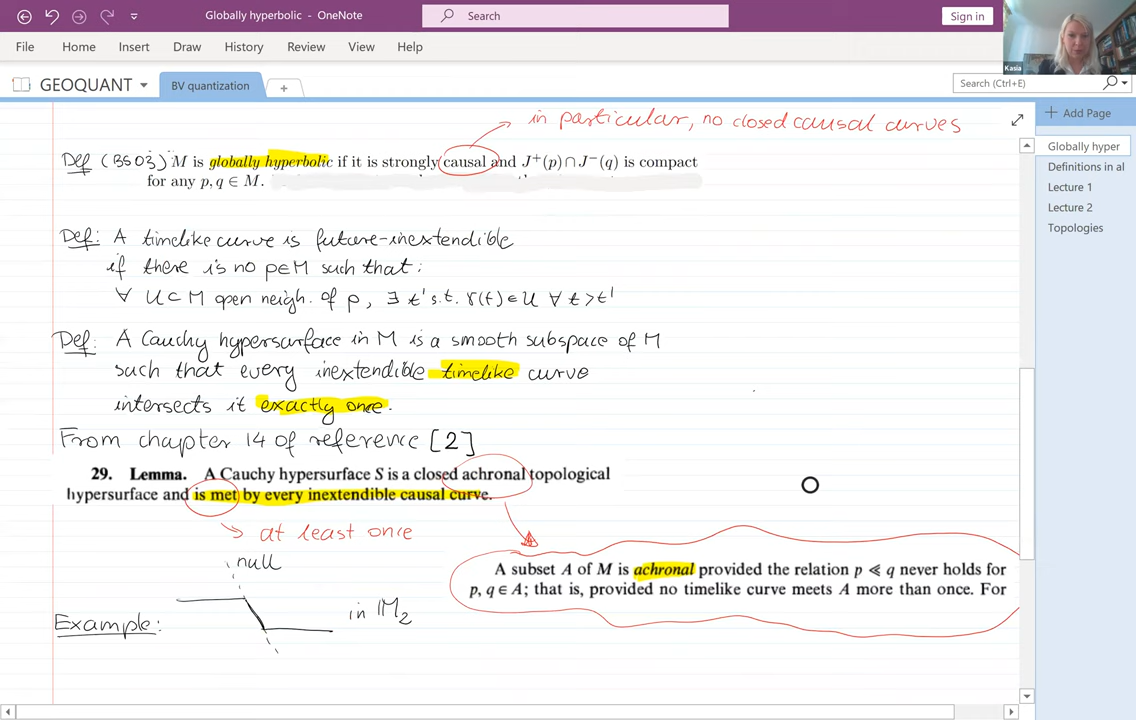 Globally hyperbolic - OneNote
Search
Sign in
File Home Insert Draw History Review View Help
Kasia
GEOQUANT
BV quantization
Search (Ctrl+E)
Add Page
Globally hyper
Definitions in al
Lecture 1
Lecture 2
Topologies
in particular, no closed causal curves
Def (BS03) M is globally hyperbolic if it is strongly causal and J⁺(p) ∩ J⁻(q) is compact
for any p, q ∈ M.
Def: A timelike curve is future-inextendible
if there is no p∈M such that:
∀ U⊂M open neigh. of p, ∃ t' s.t. γ(t)∈U ∀ t>t'
Def: A Cauchy hypersurface in M is a smooth subspace of M
such that every inextendible timelike curve
intersects it exactly once.
From chapter 14 of reference [2]
29. Lemma. A Cauchy hypersurface S is a closed achronal topological
hypersurface and is met by every inextendible causal curve.
at least once
null
Example:
in 𝕄₂
A subset A of M is achronal provided the relation p ≪ q never holds for
p, q ∈ A; that is, provided no timelike curve meets A more than once. For